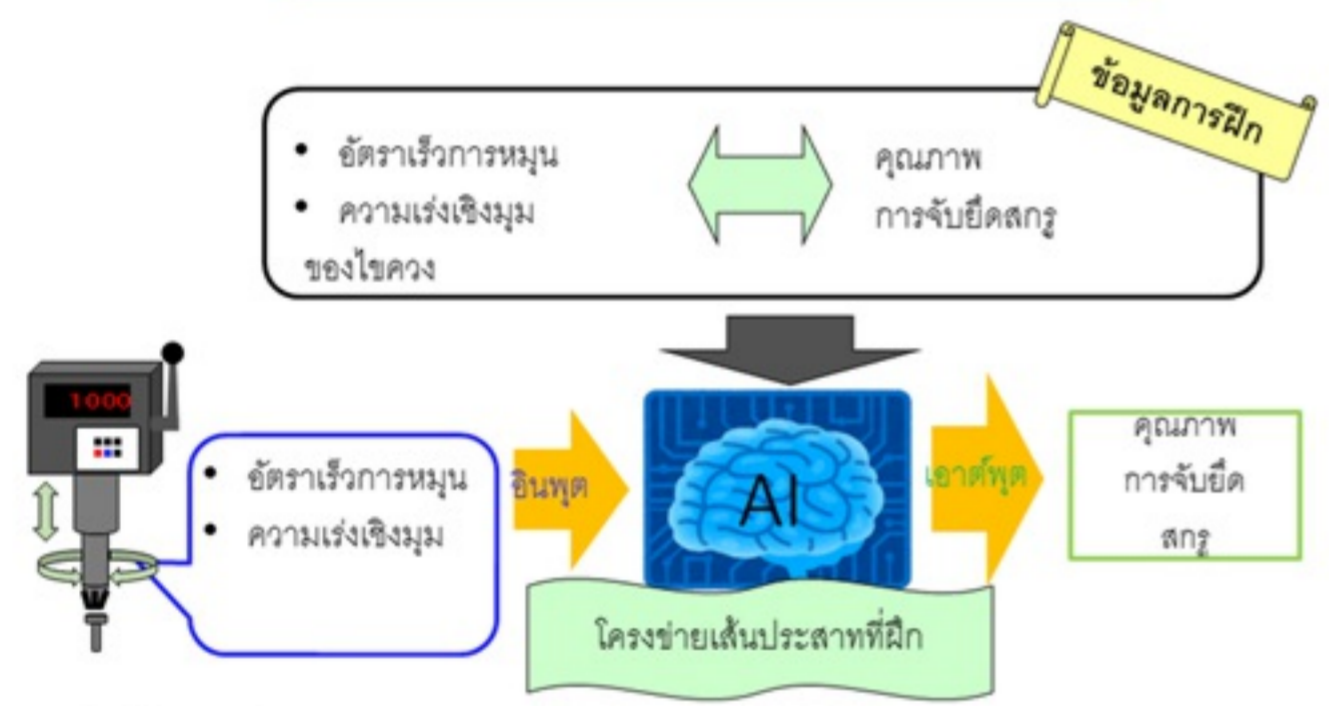 ข้อมูลการฝึก
• อัตราเร็วการหมุน
• ความเร่งเชิงมุม
ของไขควง
คุณภาพ
การจับยึดสกรู
1000
• อัตราเร็วการหมุน
• ความเร่งเชิงมุม
อินพุต
AI
เอาต์พุต
คุณภาพ
การจับยึด
สกรู
โครงข่ายเส้นประสาทที่ฝึก